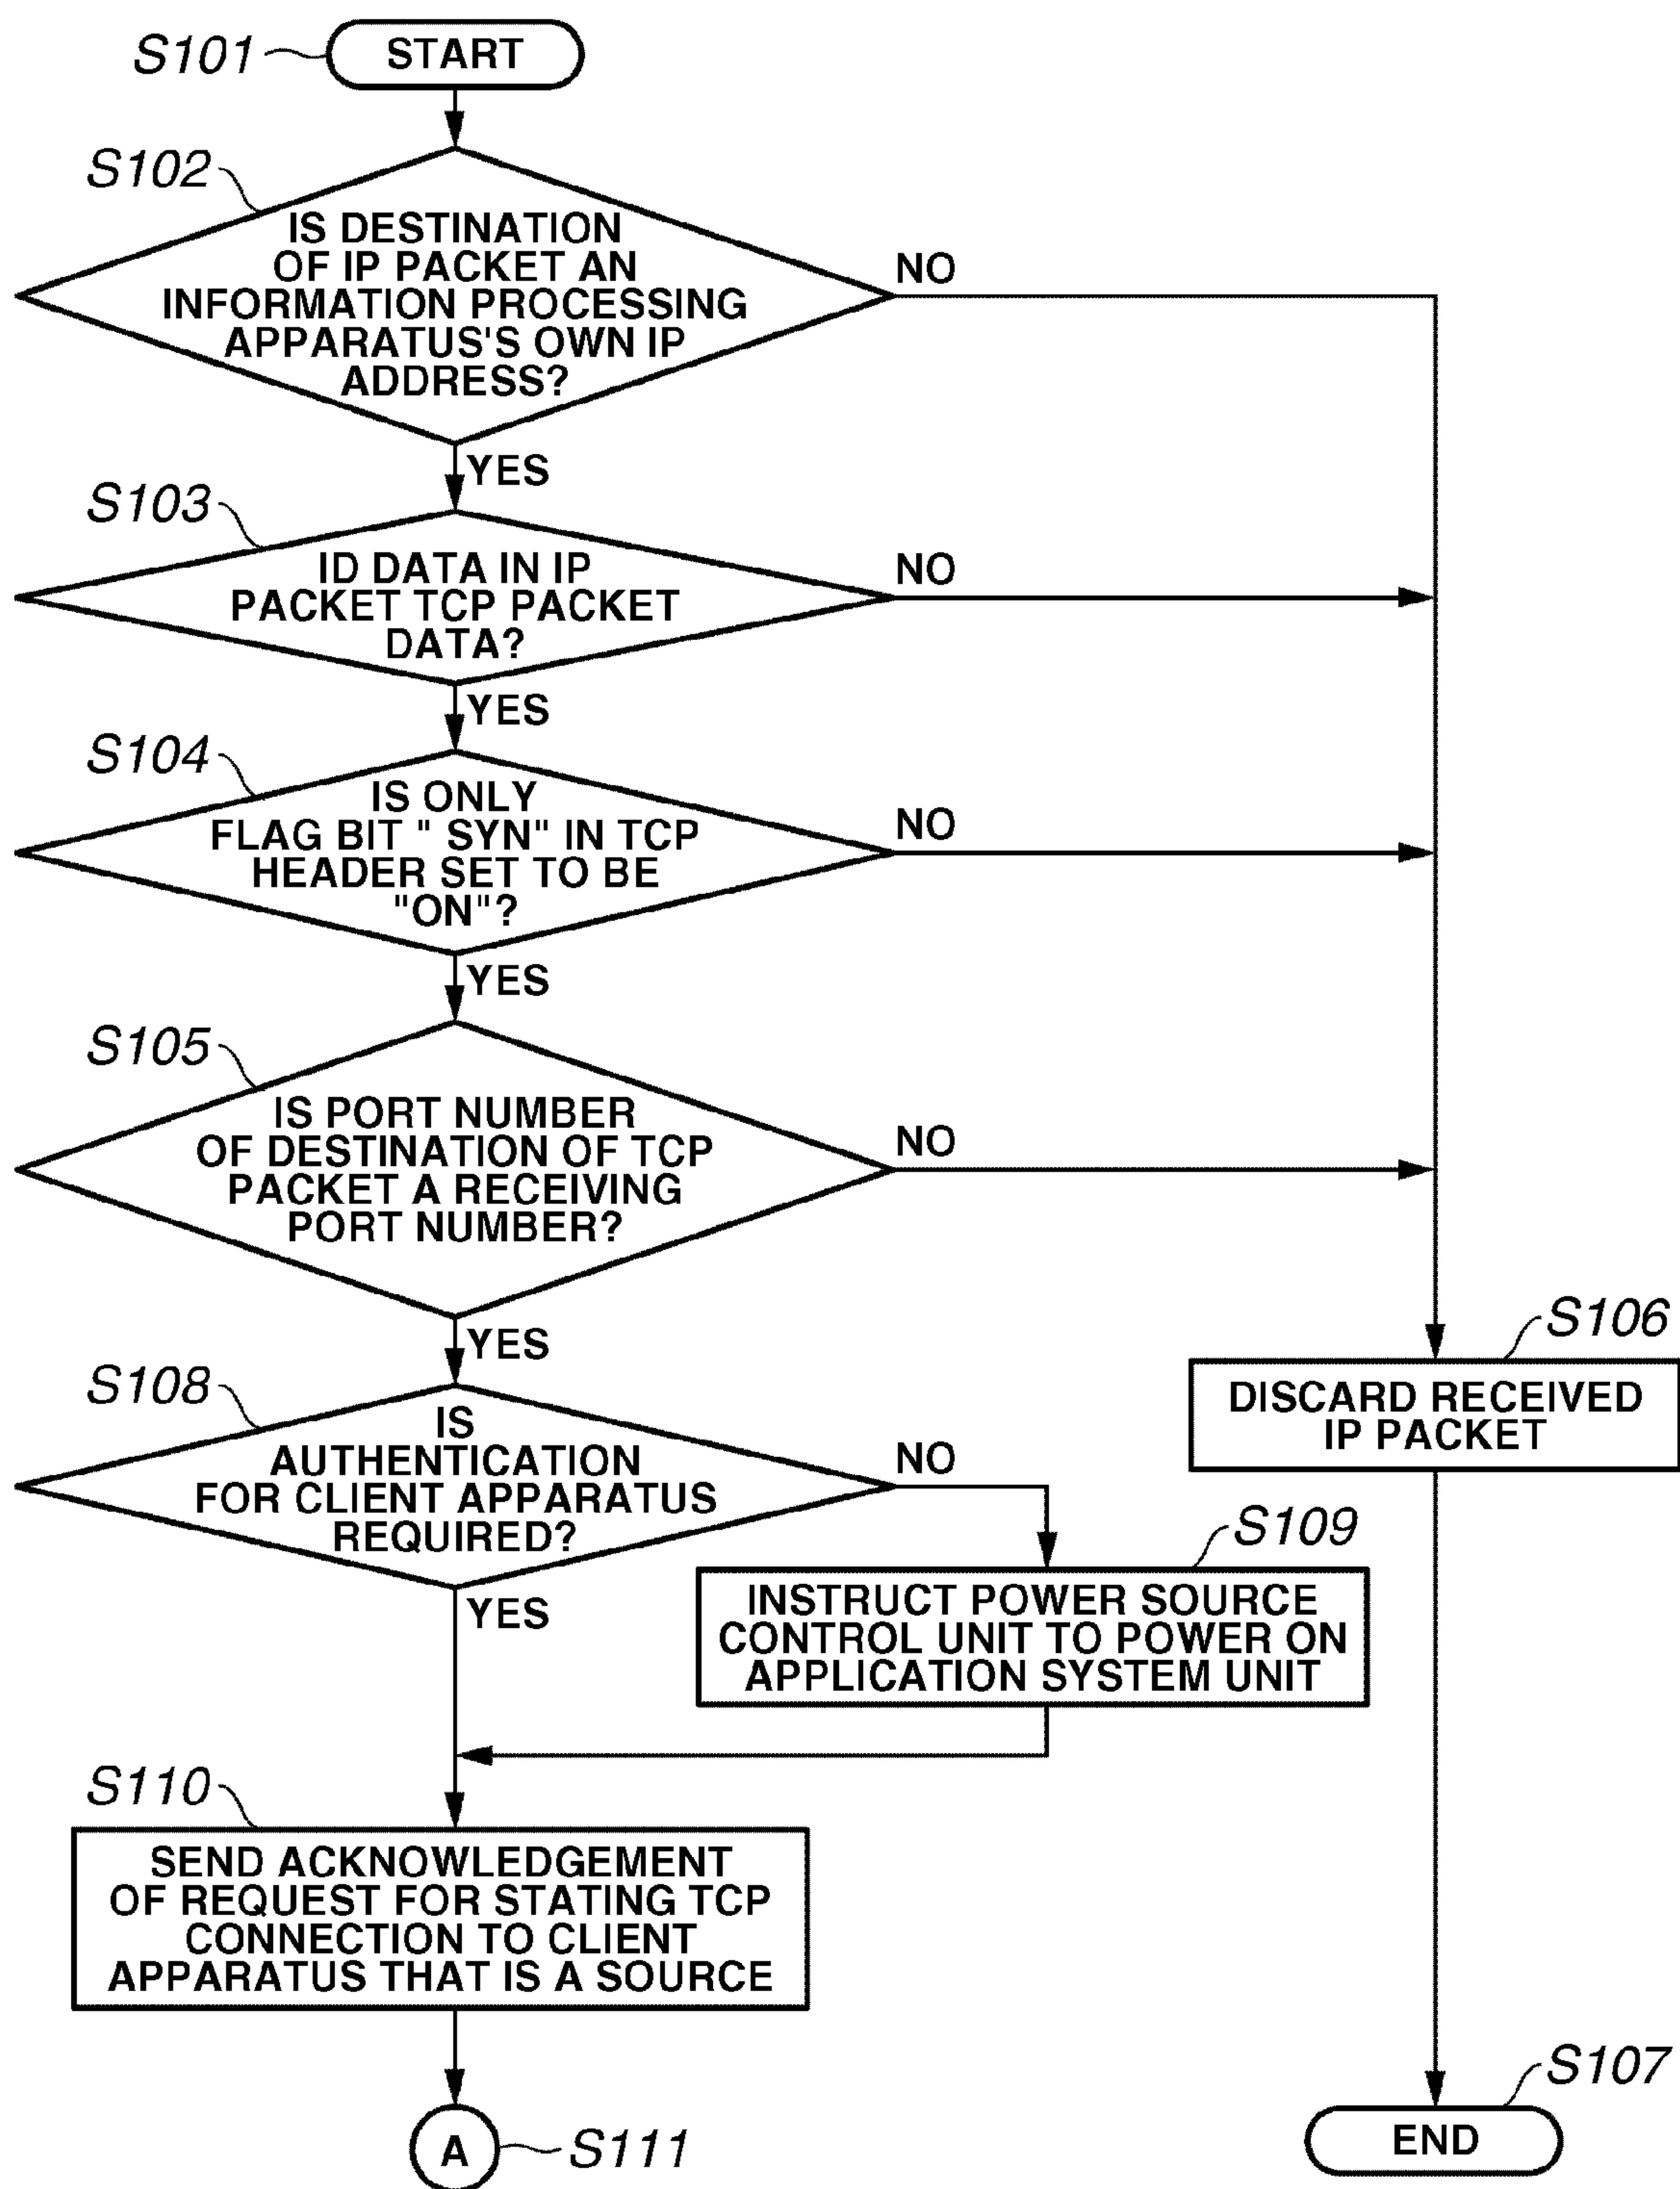 S101
START
S102
IS DESTINATION
OF IP PACKET AN
INFORMATION PROCESSING
APPARATUS'S OWN IP
ADDRESS?
NO
YES
S103
ID DATA IN IP
PACKET TCP PACKET
DATA?
NO
YES
S104
IS ONLY
FLAG BIT " SYN" IN TCP
HEADER SET TO BE
"ON"?
NO
YES
S105
IS PORT NUMBER
OF DESTINATION OF TCP
PACKET A RECEIVING
PORT NUMBER?
NO
YES
S106
DISCARD RECEIVED
IP PACKET
S108
IS
AUTHENTICATION
FOR CLIENT APPARATUS
REQUIRED?
NO
YES
S109
INSTRUCT POWER SOURCE
CONTROL UNIT TO POWER ON
APPLICATION SYSTEM UNIT
S110
SEND ACKNOWLEDGEMENT
OF REQUEST FOR STATING TCP
CONNECTION TO CLIENT
APPARATUS THAT IS A SOURCE
A
S111
S107
END